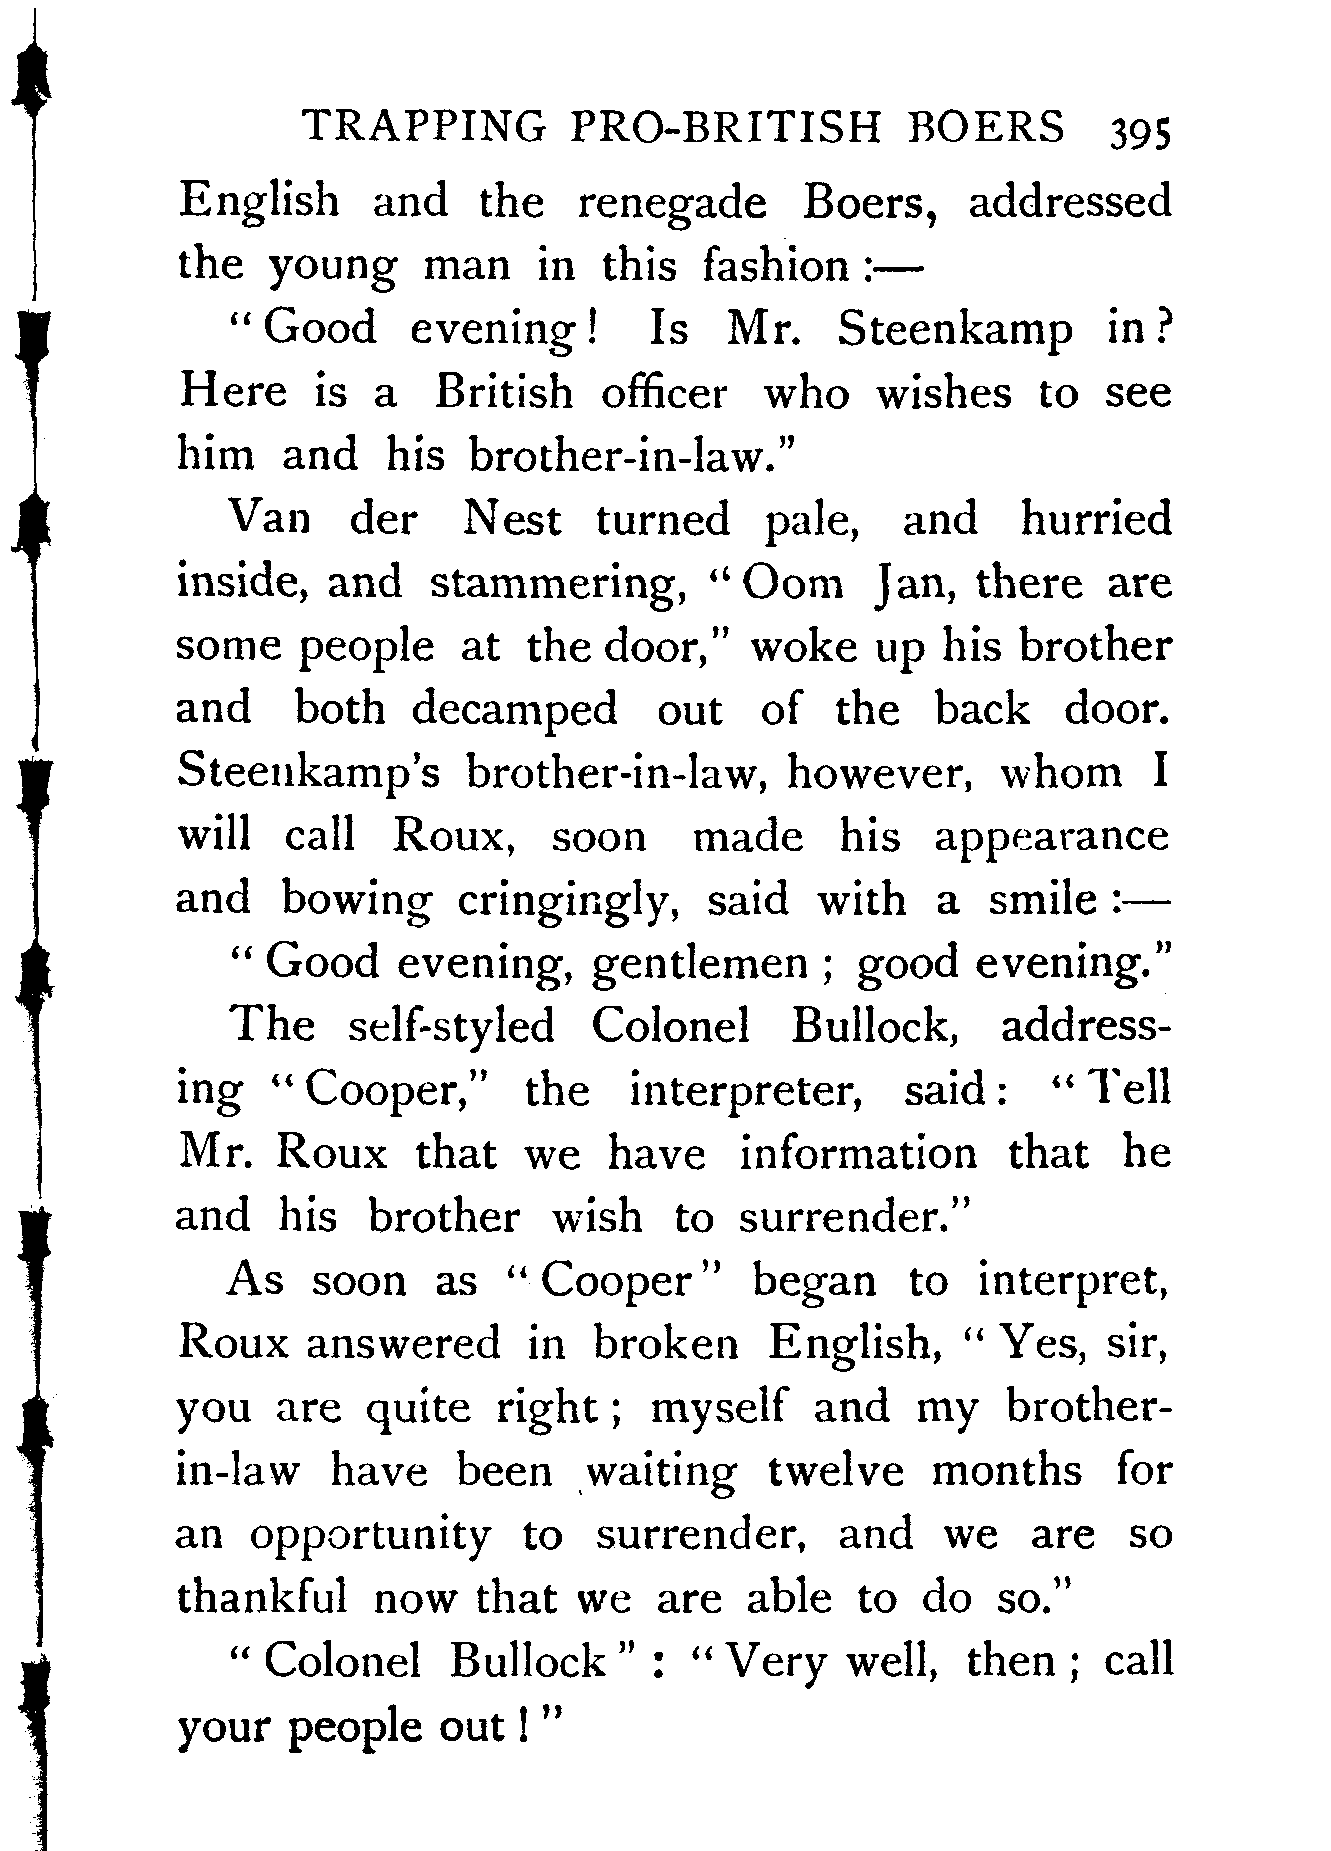 TRAPPING PRO-BRITISH BOERS 395
English and the renegade Boers, addressed
the young man in this fashion :—
“ Good evening ! Is Mr. Steenkamp in ?
Here is a British officer who wishes to see
him and his brother-in-law.”
Van der Nest turned pale, and hurried
inside, and stammering, “ Oom Jan, there are
some people at the door,” woke up his brother
and both decamped out of the back door.
Steenkamp’s brother-in-law, however, whom I
will call Roux, soon made his appearance
and bowing cringingly, said with a smile :—
“ Good evening, gentlemen ; good evening.”
The self-styled Colonel Bullock, address-
ing “ Cooper,” the interpreter, said : “ Tell
Mr. Roux that we have information that he
and his brother wish to surrender.”
As soon as “ Cooper ” began to interpret,
Roux answered in broken English, “ Yes, sir,
you are quite right ; myself and my brother-
in-law have been waiting twelve months for
an opportunity to surrender, and we are so
thankful now that we are able to do so.”
“ Colonel Bullock ” : “ Very well, then ; call
your people out ! ”